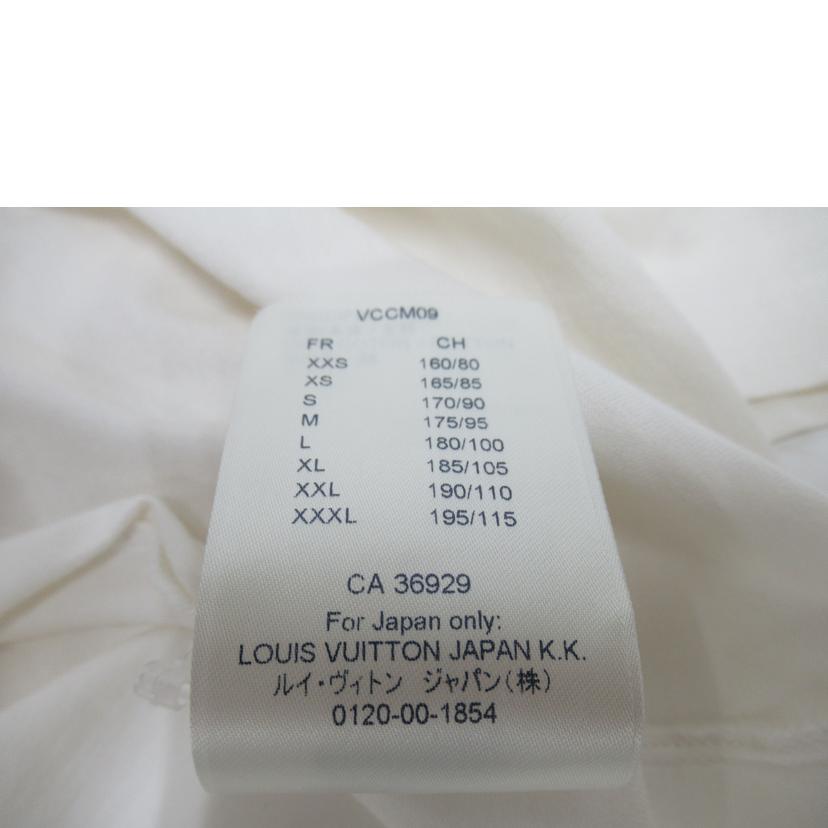 VCCM09
FR CH
XXS 160/80
XS 165/85
S 170/90
M 175/95
L 180/100
XL 185/105
XXL 190/110
XXXL 195/115
CA 36929
For Japan only:
LOUIS VUITTON JAPAN K.K.
ルイ・ヴィトン ジャパン(株)
0120-00-1854